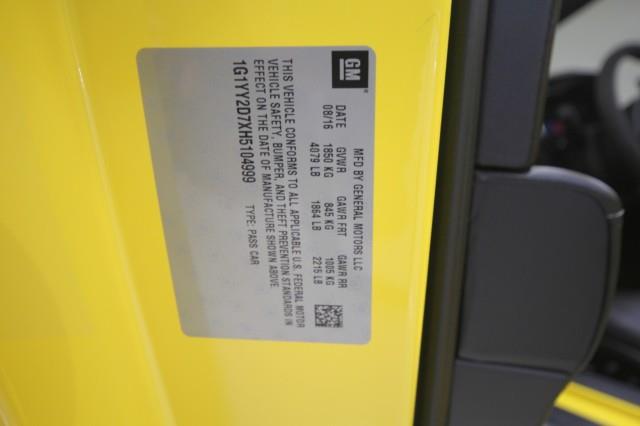 GM
MFD BY GENERAL MOTORS LLC
DATE GVWR GAWR FRT GAWR RR
08/16 1850 KG 845 KG 1005 KG
4079 LB 1864 LB 2215 LB
THIS VEHICLE CONFORMS TO ALL APPLICABLE U.S. FEDERAL MOTOR
VEHICLE SAFETY, BUMPER, AND THEFT PREVENTION STANDARDS IN
EFFECT ON THE DATE OF MANUFACTURE SHOWN ABOVE.
1G1YY2D7XH5104999 TYPE: PASS CAR